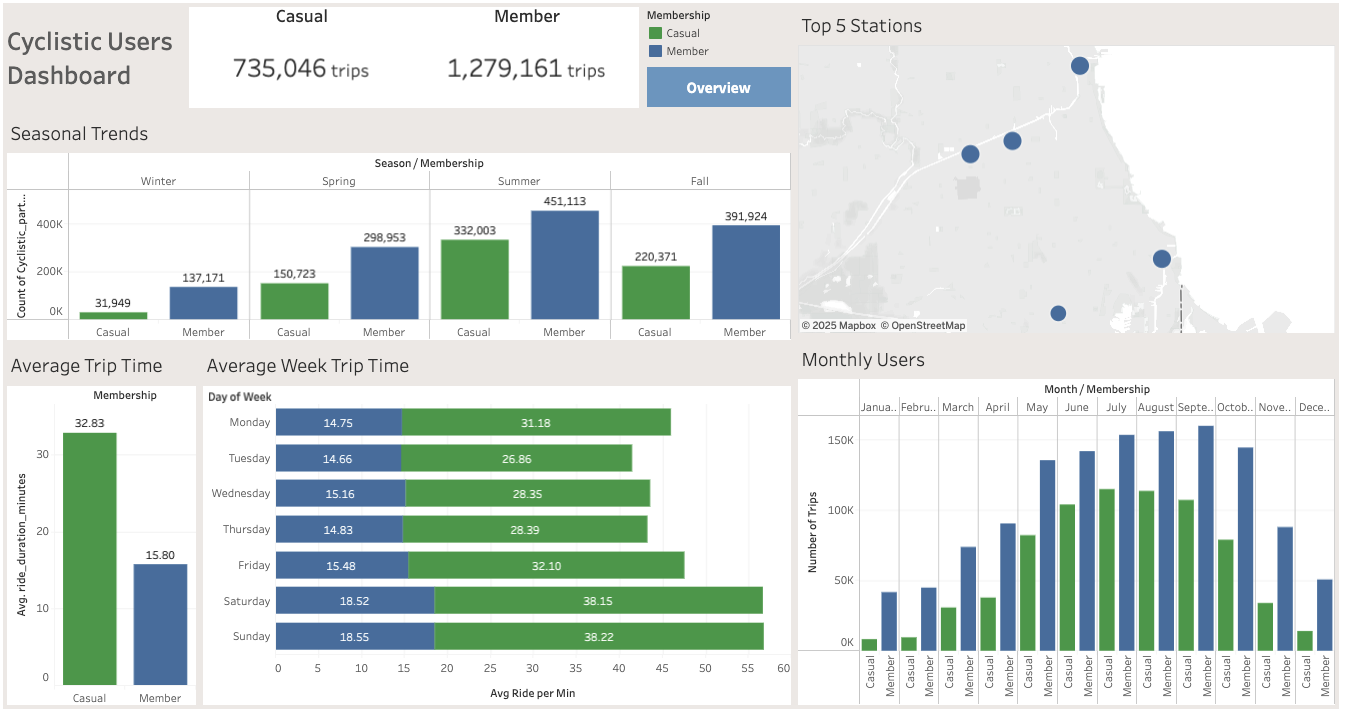 Cyclistic Users
Dashboard
Casual
Member
735,046 trips
1,279,161 trips
Membership
Casual
Member
Overview
Seasonal Trends
Season / Membership
Winter
Spring
Summer
Fall
Count of Cyclistic_part...
400K
200K
0K
31,949
137,171
150,723
298,953
332,003
451,113
220,371
391,924
Casual
Member
Casual
Member
Casual
Member
Casual
Member
Top 5 Stations
© 2025 Mapbox © OpenStreetMap
Average Trip Time
Membership
Avg. ride_duration_minutes
30
20
10
0
32.83
15.80
Casual
Member
Average Week Trip Time
Day of Week
Monday 14.75 31.18
Tuesday 14.66 26.86
Wednesday 15.16 28.35
Thursday 14.83 28.39
Friday 15.48 32.10
Saturday 18.52 38.15
Sunday 18.55 38.22
0 5 10 15 20 25 30 35 40 45 50 55 60
Avg Ride per Min
Monthly Users
Month / Membership
Janua.. Febru.. March April May June July August Septe.. Octob.. Nove.. Dece..
Number of Trips
150K
100K
50K
0K
Casual
Member
Casual
Member
Casual
Member
Casual
Member
Casual
Member
Casual
Member
Casual
Member
Casual
Member
Casual
Member
Casual
Member
Casual
Member
Casual
Member